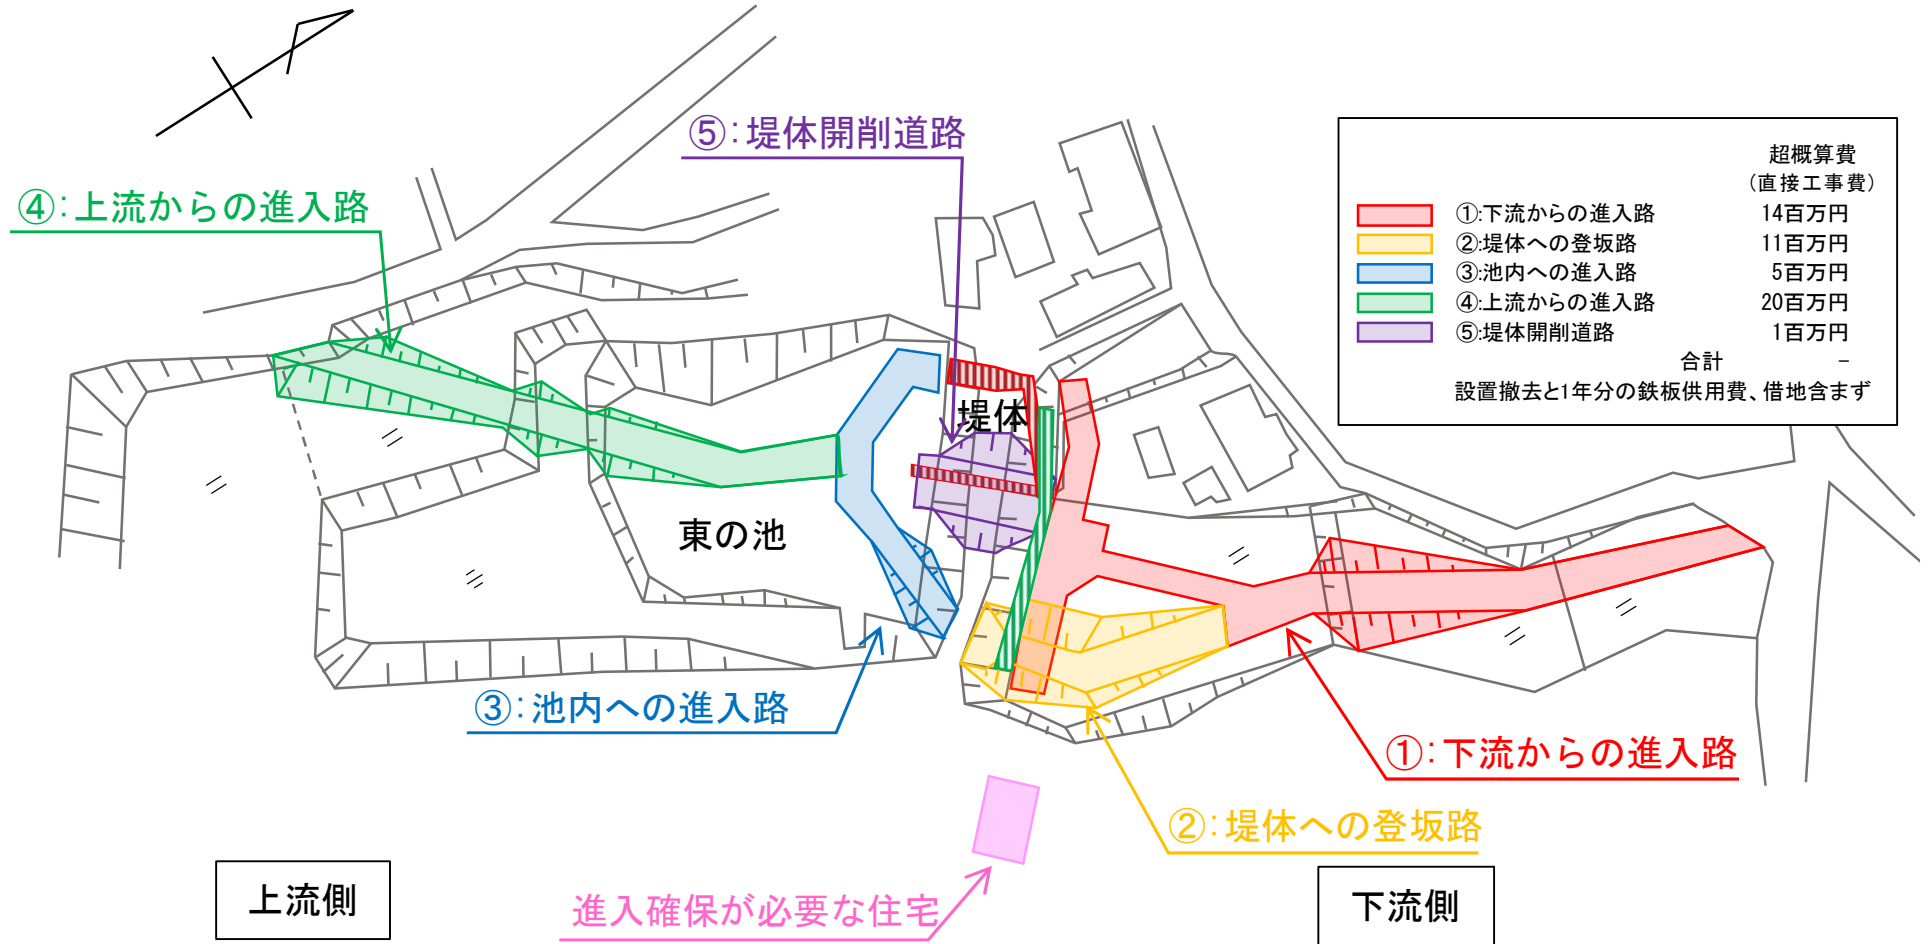 ⑤：堤体開削道路
④：上流からの進入路
超概算費
（直接工事費）
①:下流からの進入路 14百万円
②:堤体への登坂路 11百万円
③:池内への進入路 5百万円
④:上流からの進入路 20百万円
⑤:堤体開削道路 1百万円
合計 －
設置撤去と1年分の鉄板供用費、借地含まず
堤体
東の池
③：池内への進入路
①：下流からの進入路
②：堤体への登坂路
上流側
進入確保が必要な住宅
下流側